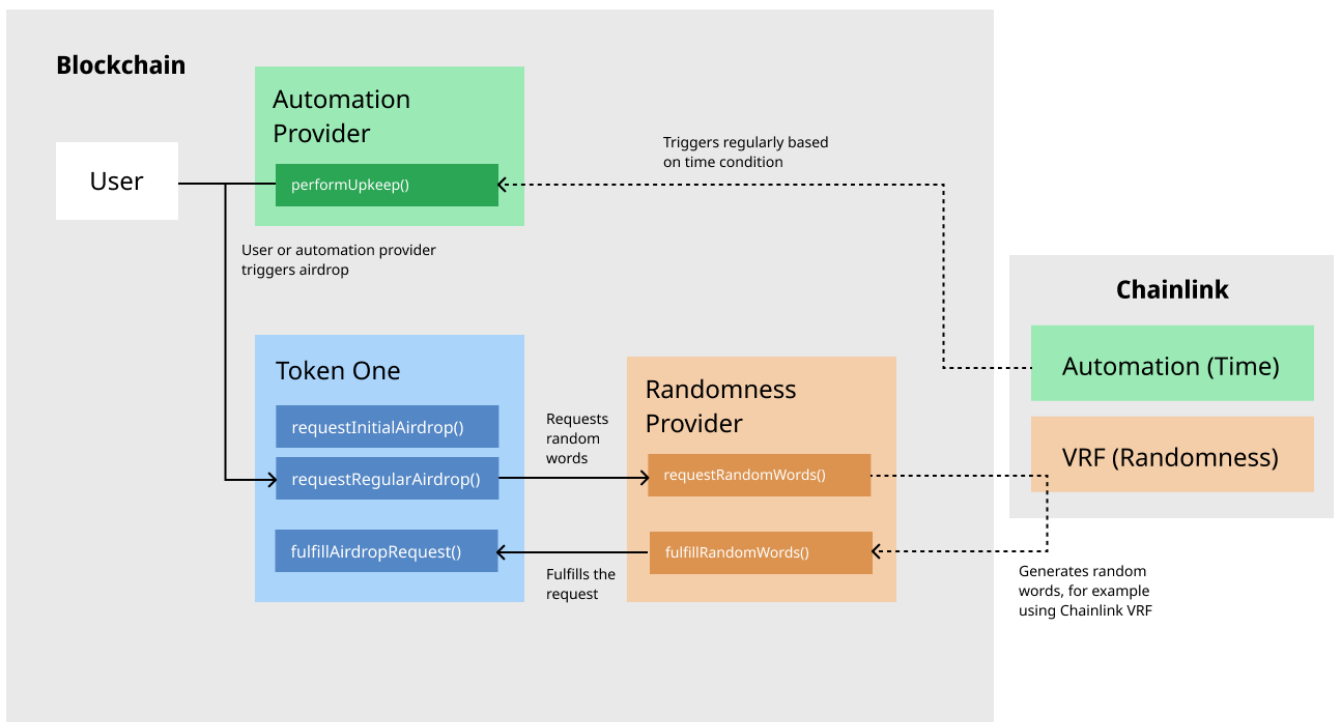 Blockchain
Automation
Provider
User
performUpkeep()
Triggers regularly based
on time condition
User or automation provider
triggers airdrop
Chainlink
Automation (Time)
VRF (Randomness)
Token One
requestInitialAirdrop()
requestRegularAirdrop()
fulfillAirdropRequest()
Requests
random
words
Fulfills the
request
Randomness
Provider
requestRandomWords()
fulfillRandomWords()
Generates random
words, for example
using Chainlink VRF